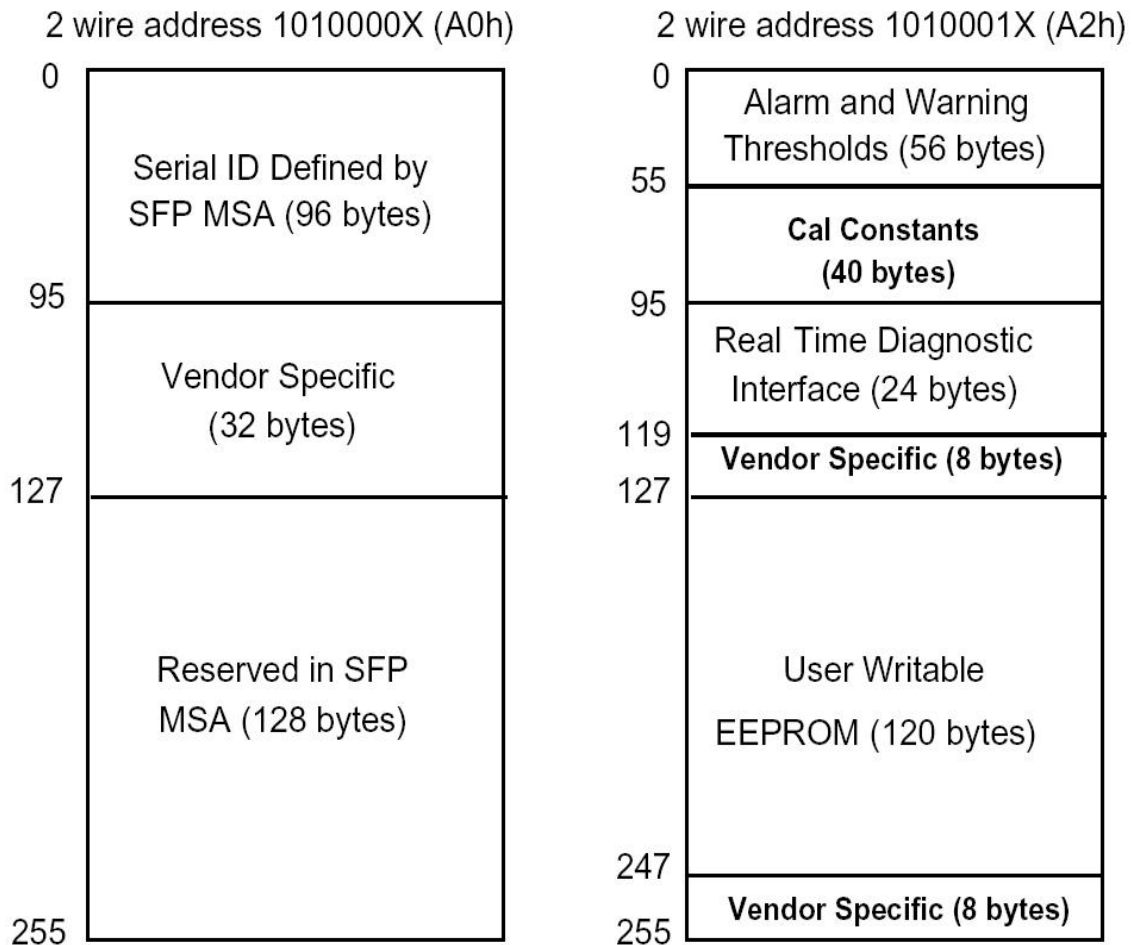 2 wire address 1010000X (A0h)
0
Serial ID Defined by
SFP MSA (96 bytes)
95
Vendor Specific
(32 bytes)
127
Reserved in SFP
MSA (128 bytes)
255
2 wire address 1010001X (A2h)
0
Alarm and Warning
Thresholds (56 bytes)
55
Cal Constants
(40 bytes)
95
Real Time Diagnostic
Interface (24 bytes)
119
Vendor Specific (8 bytes)
127
User Writable
EEPROM (120 bytes)
247
Vendor Specific (8 bytes)
255